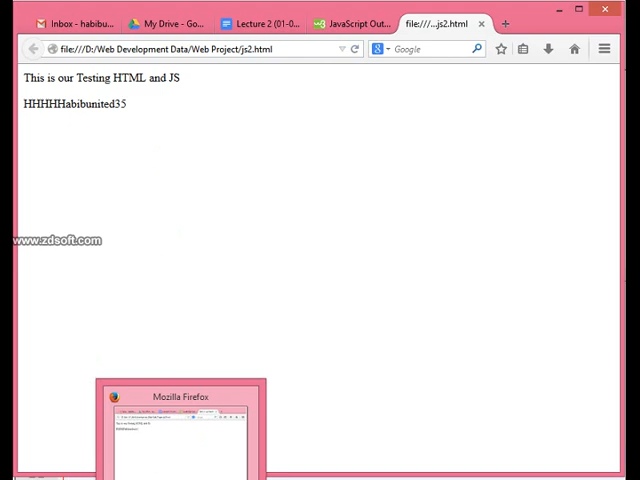 Inbox - habibu...
My Drive - Go...
Lecture 2 (01-0...
JavaScript Out...
file:///...js2.html
file:///D:/Web Development Data/Web Project/js2.html
Google
This is our Testing HTML and JS
HHHHHabibunited35
www.zdsoft.com
Mozilla Firefox